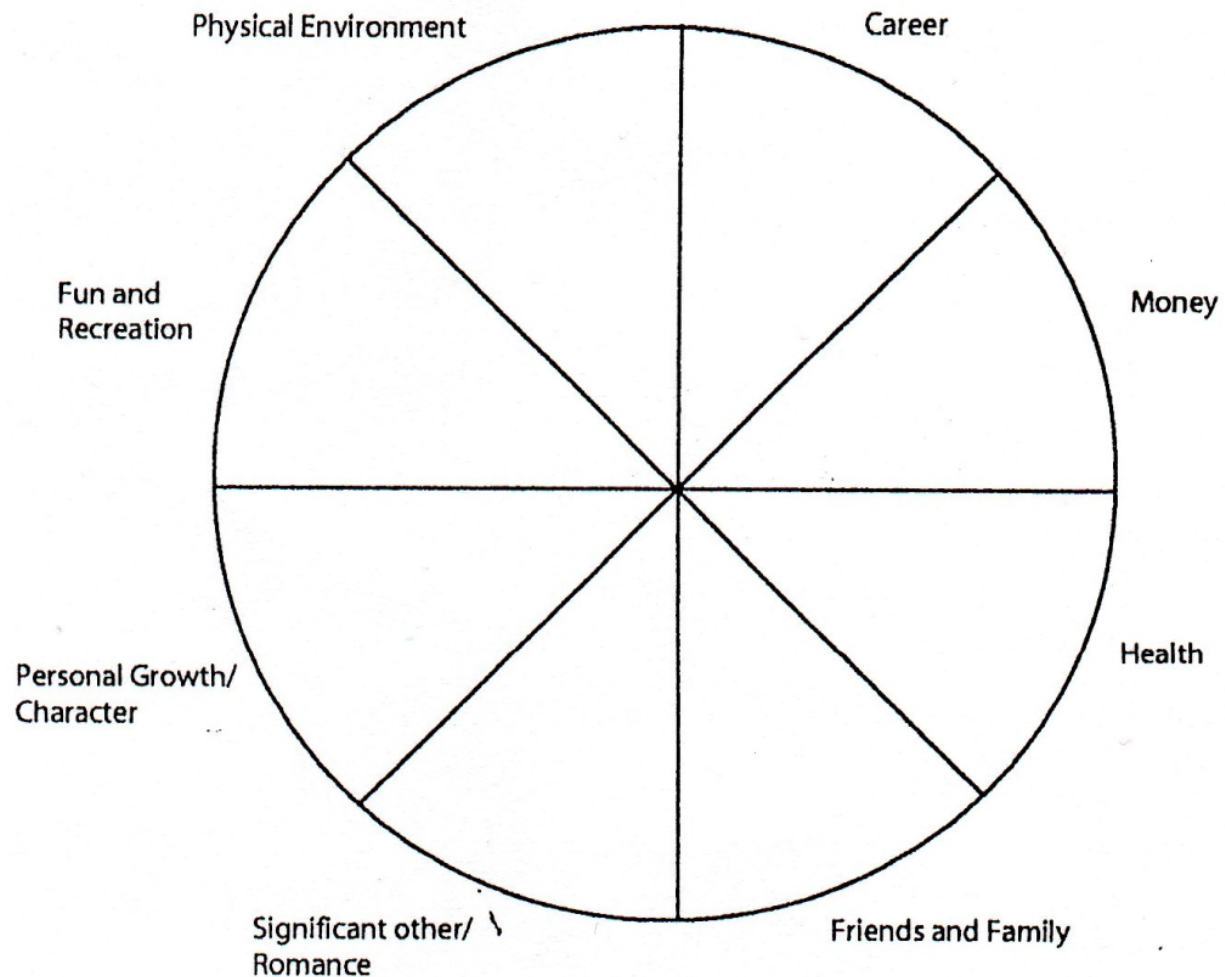 Physical Environment
Career
Fun and
Recreation
Money
Personal Growth/
Character
Health
Significant other/
Romance
Friends and Family